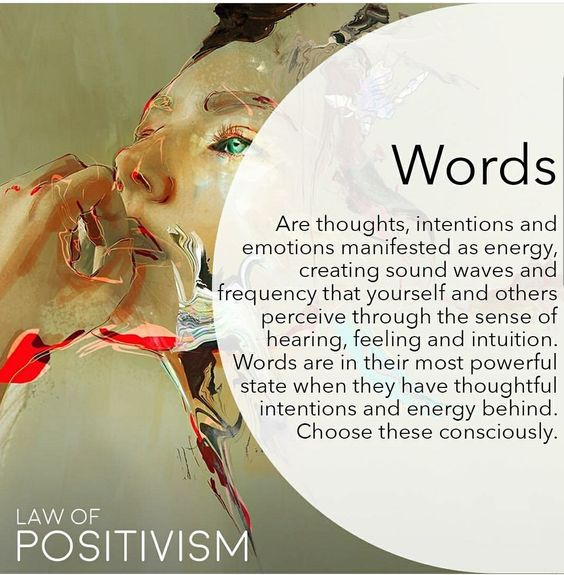 Words
Are thoughts, intentions and
emotions manifested as energy,
creating sound waves and
frequency that yourself and others
perceive through the sense of
hearing, feeling and intuition.
Words are in their most powerful
state when they have thoughtful
intentions and energy behind.
Choose these consciously.
LAW OF
POSITIVISM